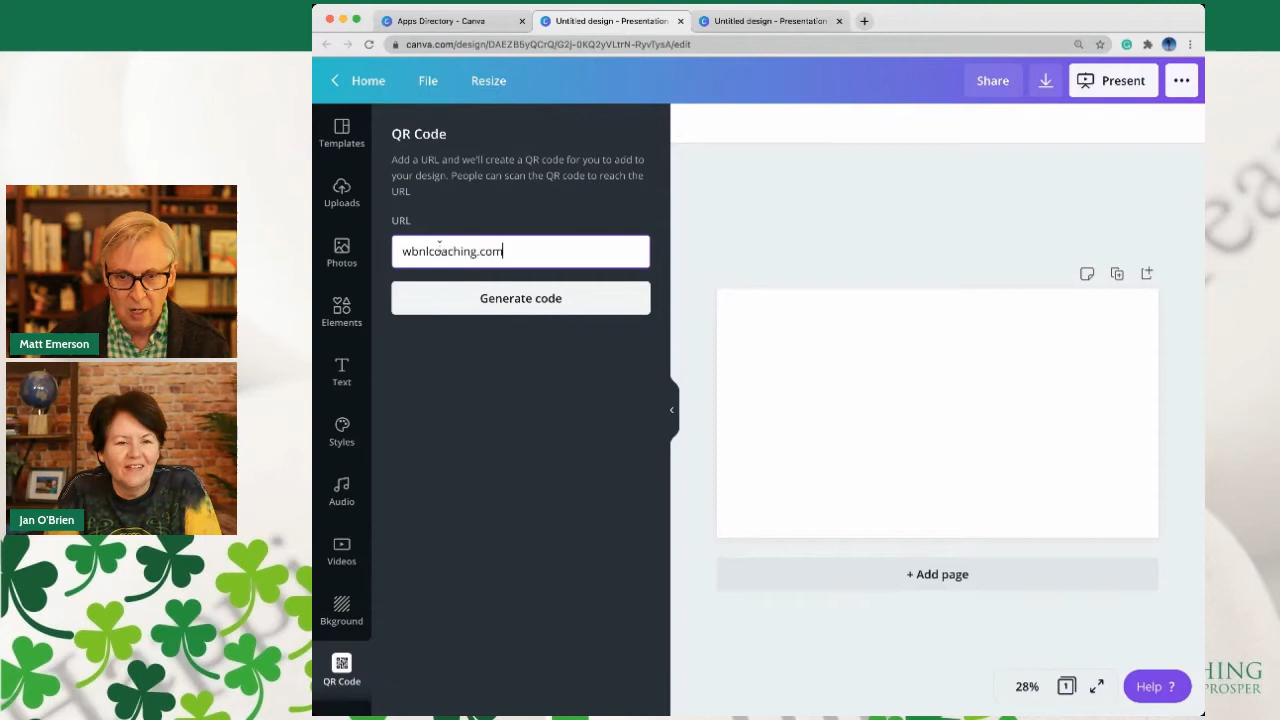 Apps Directory - Canva
Untitled design - Presentation
Untitled design - Presentation
canva.com/design/DAEZB5yQCrQ/G2j-0KQ2yVLtrN-RyvTysA/edit
Home
File
Resize
Share
Present
Templates
Uploads
Photos
Elements
Text
Styles
Audio
Videos
Bkground
QR Code
QR Code
Add a URL and we'll create a QR code for you to add to
your design. People can scan the QR code to reach the
URL
URL
wbnlcoaching.com
Generate code
+ Add page
28%
1
Help ?
Matt Emerson
Jan O'Brien
HING
PROSPER